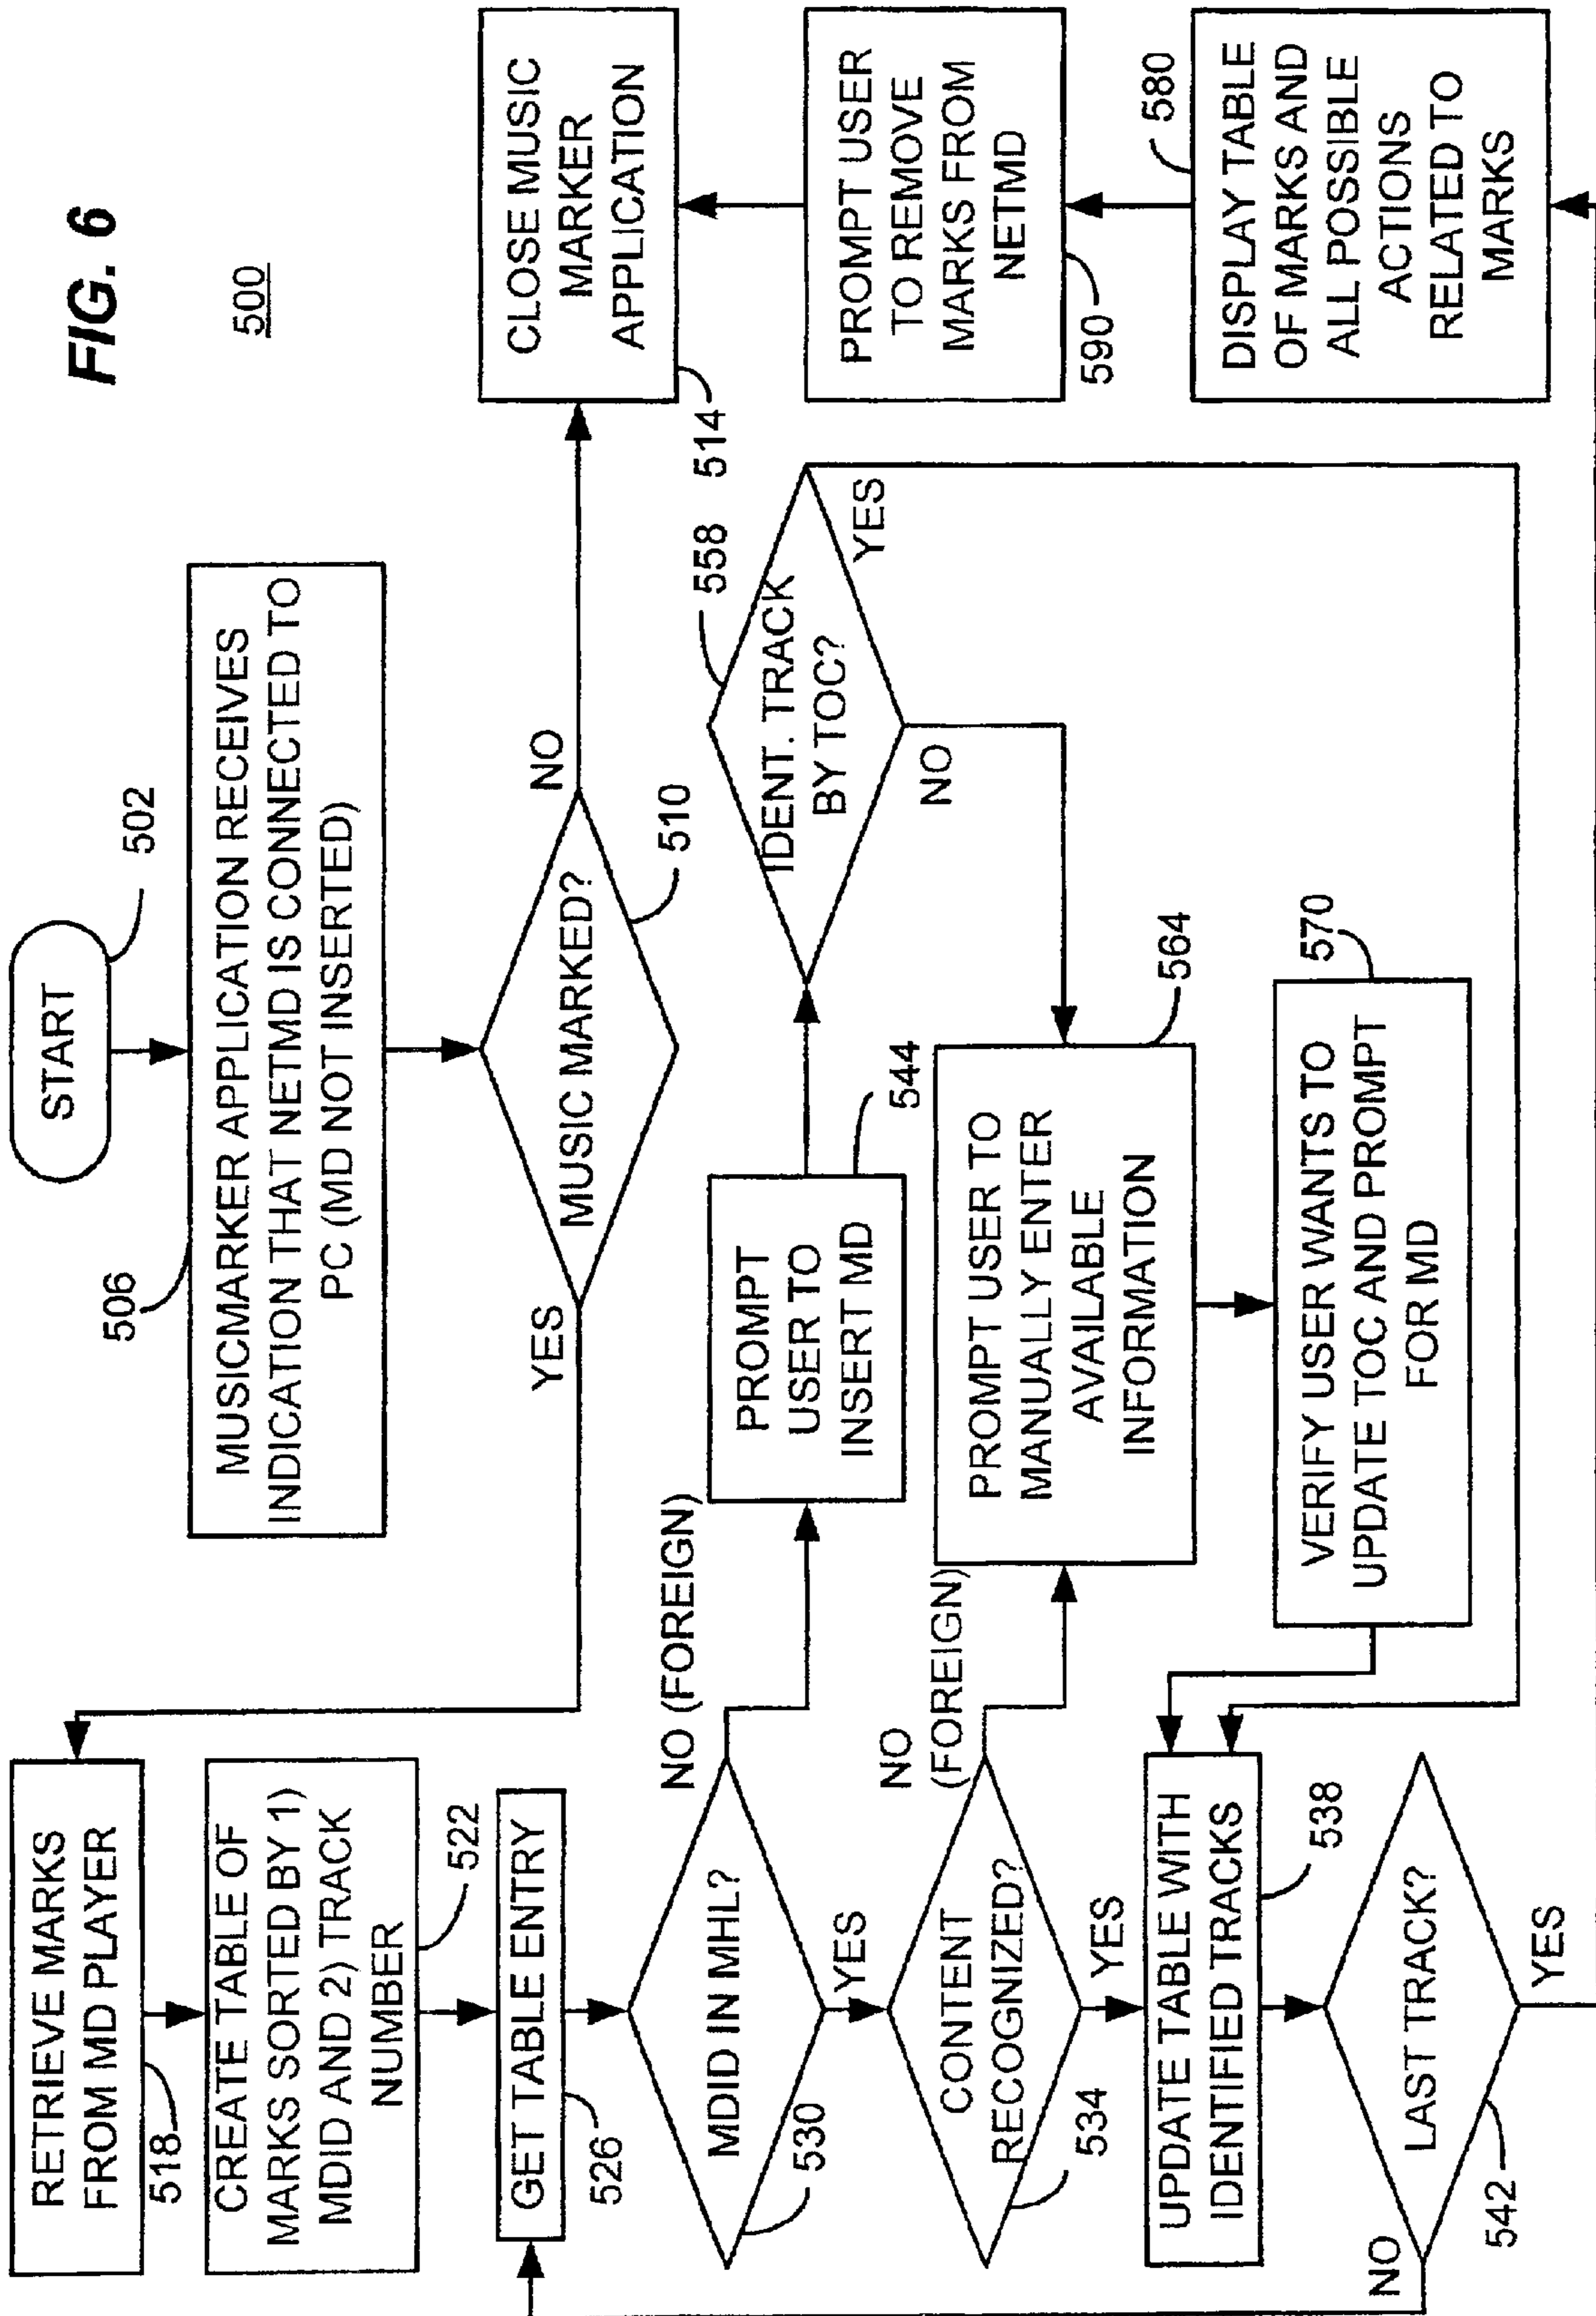 FIG. 6
500
START
502
506
MUSICMARKER APPLICATION RECEIVES
INDICATION THAT NETMD IS CONNECTED TO
PC (MD NOT INSERTED)
MUSIC MARKED?
510
YES
NO
CLOSE MUSIC
MARKER
APPLICATION
514
RETRIEVE MARKS
FROM MD PLAYER
518
CREATE TABLE OF
MARKS SORTED BY 1)
MDID AND 2) TRACK
NUMBER
522
GET TABLE ENTRY
526
MDID IN MHL?
530
NO (FOREIGN)
YES
PROMPT
USER TO
INSERT MD
544
IDENT. TRACK
BY TOC?
558
YES
NO
CONTENT
RECOGNIZED?
534
NO
(FOREIGN)
YES
PROMPT USER TO
MANUALLY ENTER
AVAILABLE
INFORMATION
564
VERIFY USER WANTS TO
UPDATE TOC AND PROMPT
FOR MD
570
UPDATE TABLE WITH
IDENTIFIED TRACKS
538
LAST TRACK?
542
NO
YES
PROMPT USER
TO REMOVE
MARKS FROM
NETMD
590
DISPLAY TABLE
OF MARKS AND
ALL POSSIBLE
ACTIONS
RELATED TO
MARKS
580